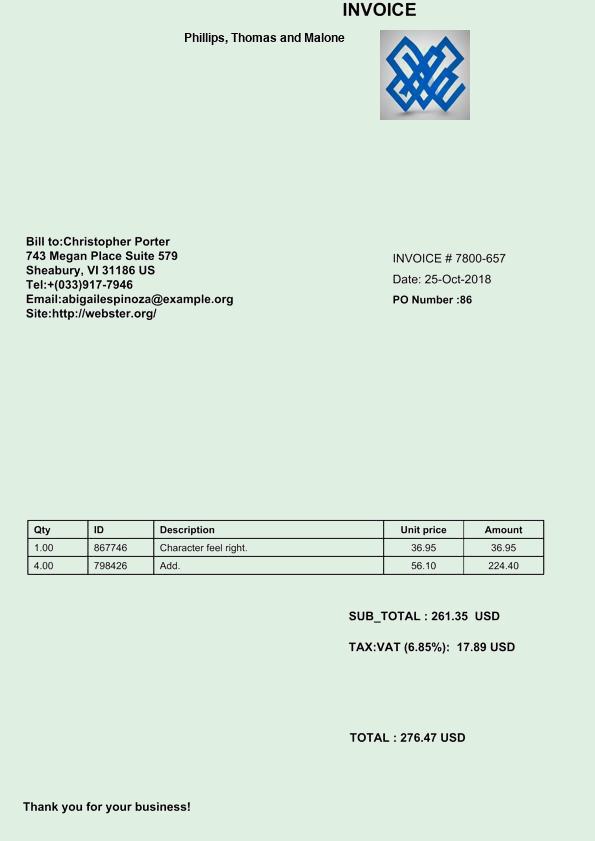 INVOICE
Phillips, Thomas and Malone
Bill to:Christopher Porter
743 Megan Place Suite 579
Sheabury, VI 31186 US
Tel:+(033)917-7946
Email:abigailespinoza@example.org
Site:http://webster.org/
INVOICE # 7800-657
Date: 25-Oct-2018
PO Number :86
Qty ID Description Unit price Amount
1.00 867746 Character feel right. 36.95 36.95
4.00 798426 Add. 56.10 224.40
SUB_TOTAL : 261.35 USD
TAX:VAT (6.85%): 17.89 USD
TOTAL : 276.47 USD
Thank you for your business!